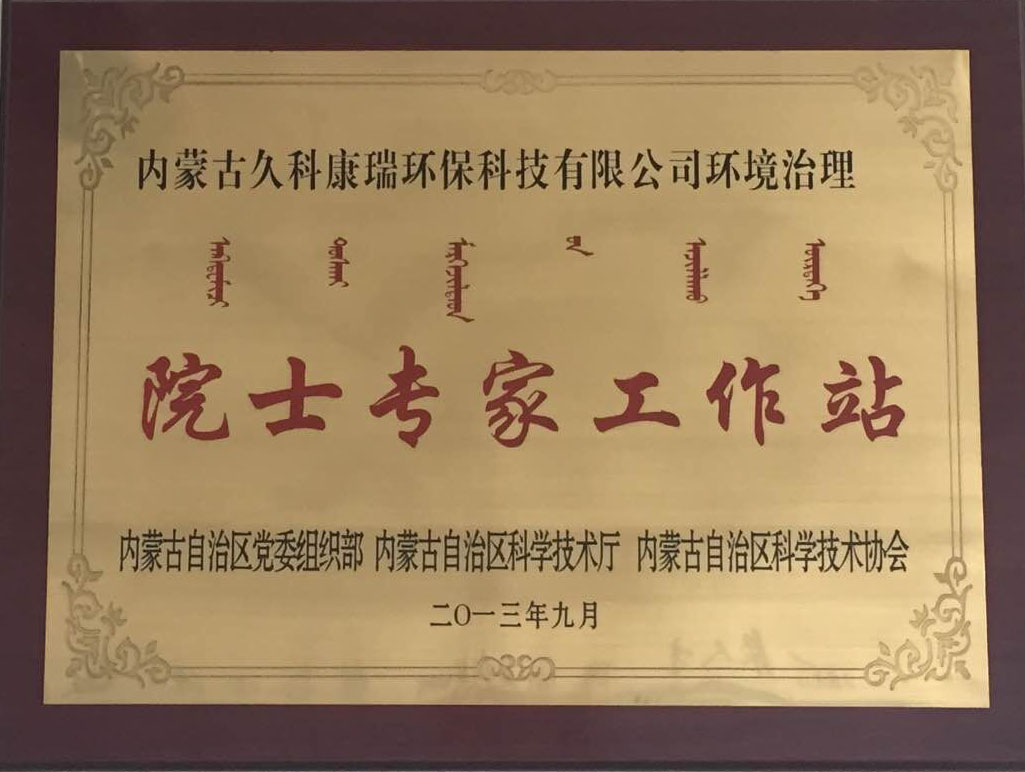 内蒙古久科康瑞环保科技有限公司环境治理
院士专家工作站
内蒙古自治区党委组织部 内蒙古自治区科学技术厅 内蒙古自治区科学技术协会
二〇一三年九月